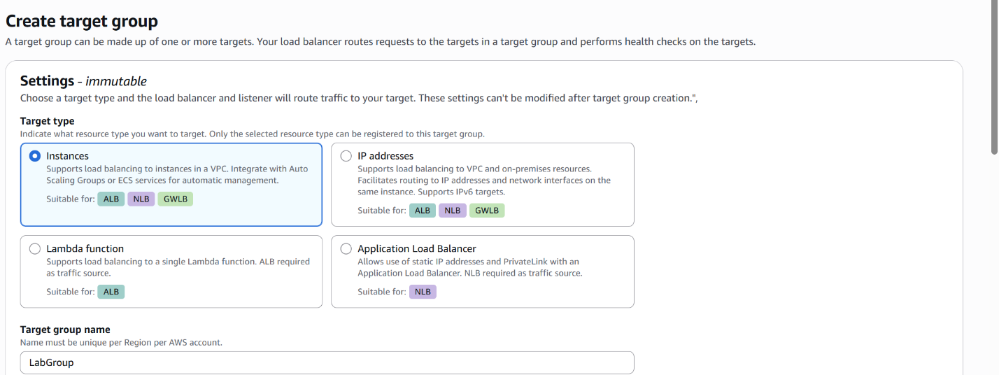 Create target group
A target group can be made up of one or more targets. Your load balancer routes requests to the targets in a target group and performs health checks on the targets.
Settings - immutable
Choose a target type and the load balancer and listener will route traffic to your target. These settings can't be modified after target group creation.",
Target type
Indicate what resource type you want to target. Only the selected resource type can be registered to this target group.
Instances
Supports load balancing to instances in a VPC. Integrate with Auto
Scaling Groups or ECS services for automatic management.
Suitable for: ALB NLB GWLB
IP addresses
Supports load balancing to VPC and on-premises resources.
Facilitates routing to IP addresses and network interfaces on the
same instance. Supports IPv6 targets.
Suitable for: ALB NLB GWLB
Lambda function
Supports load balancing to a single Lambda function. ALB required
as traffic source.
Suitable for: ALB
Application Load Balancer
Allows use of static IP addresses and PrivateLink with an
Application Load Balancer. NLB required as traffic source.
Suitable for: NLB
Target group name
Name must be unique per Region per AWS account.
LabGroup